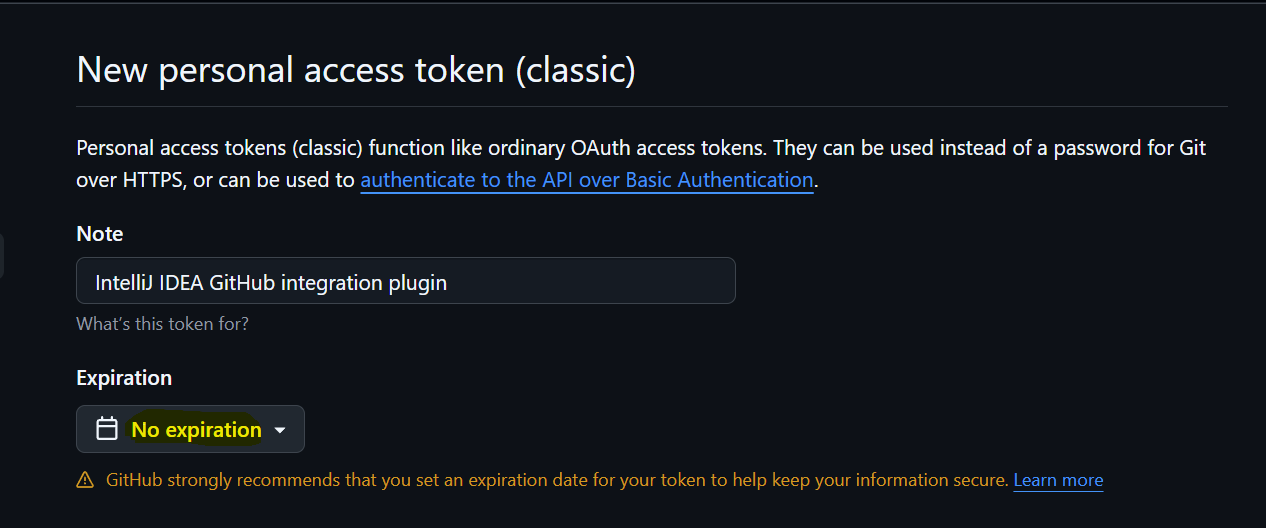 New personal access token (classic)
Personal access tokens (classic) function like ordinary OAuth access tokens. They can be used instead of a password for Git
over HTTPS, or can be used to authenticate to the API over Basic Authentication.
Note
IntelliJ IDEA GitHub integration plugin
What's this token for?
Expiration
No expiration
GitHub strongly recommends that you set an expiration date for your token to help keep your information secure. Learn more